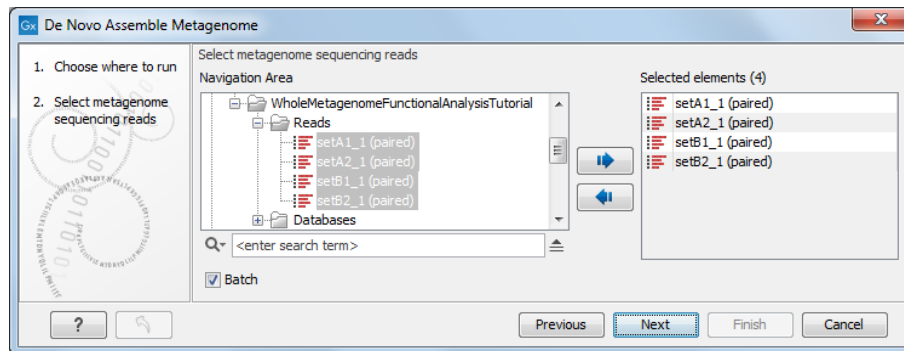 Gx De Novo Assemble Metagenome
1. Choose where to run
2. Select metagenome
sequencing reads
Select metagenome sequencing reads
Navigation Area
WholeMetagenomeFunctionalAnalysisTutorial
Reads
setA1_1 (paired)
setA2_1 (paired)
setB1_1 (paired)
setB2_1 (paired)
Databases
<enter search term>
Batch
Selected elements (4)
setA1_1 (paired)
setA2_1 (paired)
setB1_1 (paired)
setB2_1 (paired)
?
Previous
Next
Finish
Cancel